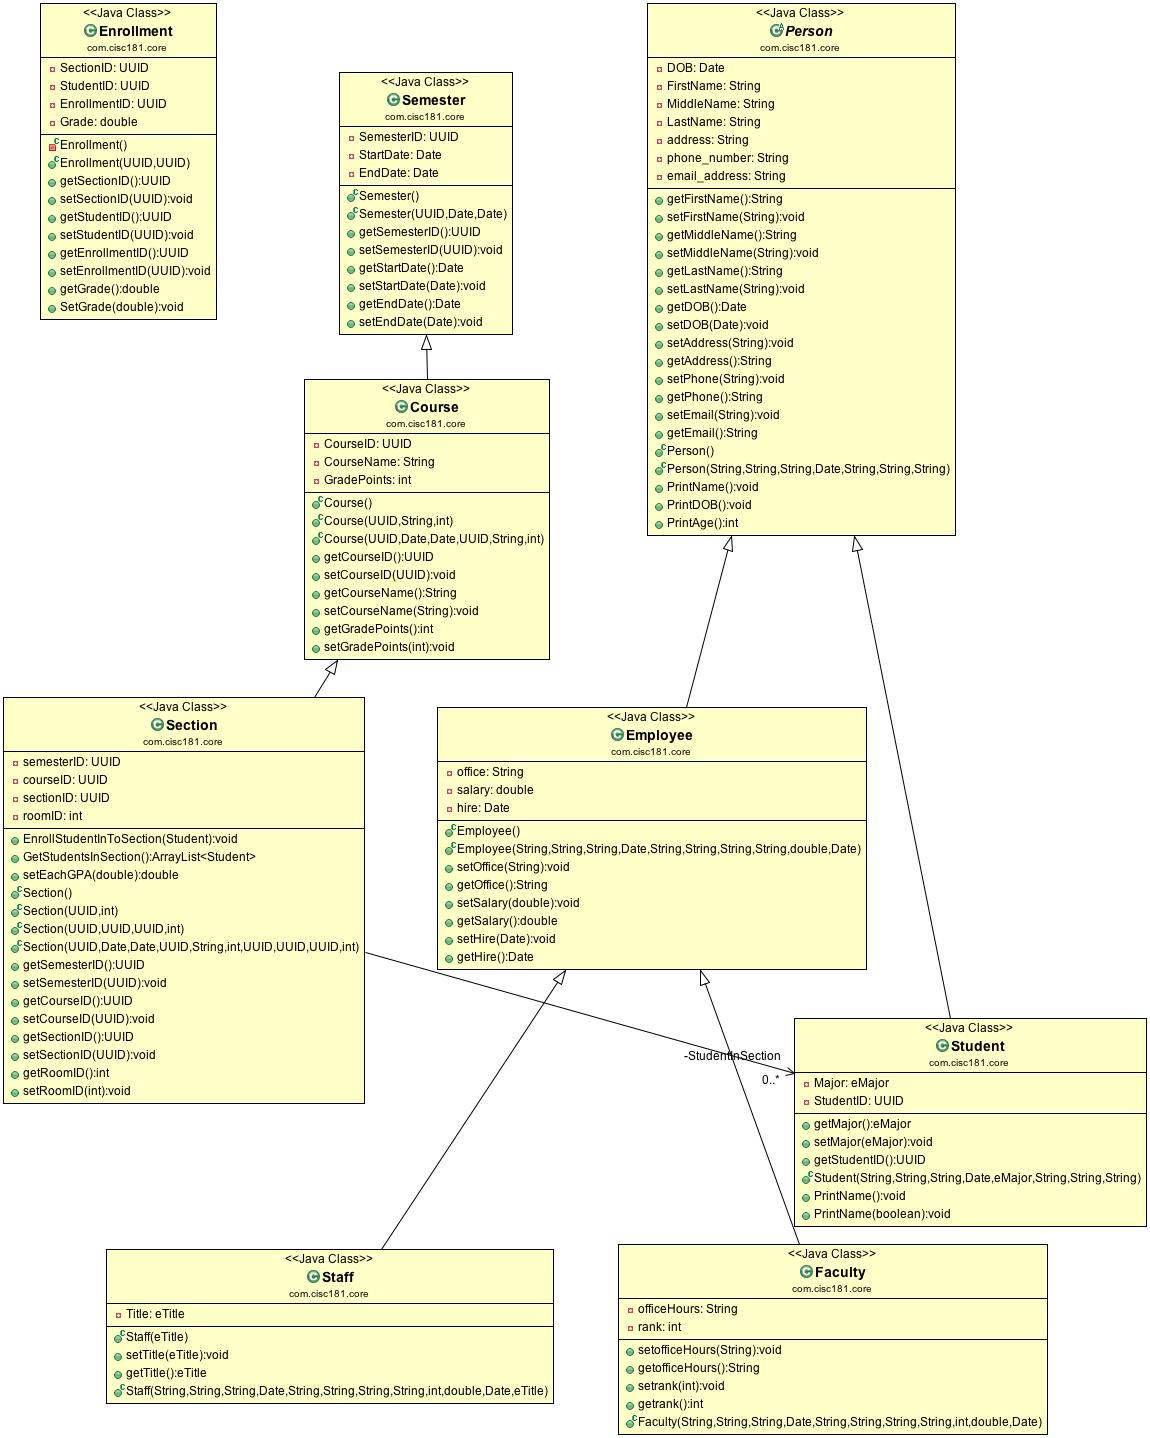 <<Java Class>>
Enrollment
com.cisc181.core
SectionID: UUID
StudentID: UUID
EnrollmentID: UUID
Grade: double
Enrollment()
Enrollment(UUID,UUID)
getSectionID():UUID
setSectionID(UUID):void
getStudentID():UUID
setStudentID(UUID):void
getEnrollmentID():UUID
setEnrollmentID(UUID):void
getGrade():double
SetGrade(double):void
<<Java Class>>
Semester
com.cisc181.core
SemesterID: UUID
StartDate: Date
EndDate: Date
Semester()
Semester(UUID,Date,Date)
getSemesterID():UUID
setSemesterID(UUID):void
getStartDate():Date
setStartDate(Date):void
getEndDate():Date
setEndDate(Date):void
<<Java Class>>
Person
com.cisc181.core
DOB: Date
FirstName: String
MiddleName: String
LastName: String
address: String
phone_number: String
email_address: String
getFirstName():String
setFirstName(String):void
getMiddleName():String
setMiddleName(String):void
getLastName():String
setLastName(String):void
getDOB():Date
setDOB(Date):void
setAddress(String):void
getAddress():String
setPhone(String):void
getPhone():String
setEmail(String):void
getEmail():String
Person()
Person(String,String,String,Date,String,String,String)
PrintName():void
PrintDOB():void
PrintAge():int
<<Java Class>>
Course
com.cisc181.core
CourseID: UUID
CourseName: String
GradePoints: int
Course()
Course(UUID,String,int)
Course(UUID,Date,Date,UUID,String,int)
getCourseID():UUID
setCourseID(UUID):void
getCourseName():String
setCourseName(String):void
getGradePoints():int
setGradePoints(int):void
<<Java Class>>
Section
com.cisc181.core
semesterID: UUID
courseID: UUID
sectionID: UUID
roomID: int
EnrollStudentInToSection(Student):void
GetStudentsInSection():ArrayList<Student>
setEachGPA(double):double
Section()
Section(UUID,int)
Section(UUID,UUID,UUID,int)
Section(UUID,Date,Date,UUID,String,int,UUID,UUID,UUID,int)
getSemesterID():UUID
setSemesterID(UUID):void
getCourseID():UUID
setCourseID(UUID):void
getSectionID():UUID
setSectionID(UUID):void
getRoomID():int
setRoomID(int):void
<<Java Class>>
Employee
com.cisc181.core
office: String
salary: double
hire: Date
Employee()
Employee(String,String,String,Date,String,String,String,String,double,Date)
setOffice(String):void
getOffice():String
setSalary(double):void
getSalary():double
setHire(Date):void
getHire():Date
-StudentInSection
0..*
<<Java Class>>
Student
com.cisc181.core
Major: eMajor
StudentID: UUID
getMajor():eMajor
setMajor(eMajor):void
getStudentID():UUID
Student(String,String,String,Date,eMajor,String,String,String)
PrintName():void
PrintName(boolean):void
<<Java Class>>
Staff
com.cisc181.core
Title: eTitle
Staff(eTitle)
setTitle(eTitle):void
getTitle():eTitle
Staff(String,String,String,Date,String,String,String,String,int,double,Date,eTitle)
<<Java Class>>
Faculty
com.cisc181.core
officeHours: String
rank: int
setofficeHours(String):void
getofficeHours():String
setrank(int):void
getrank():int
Faculty(String,String,String,Date,String,String,String,String,int,double,Date)